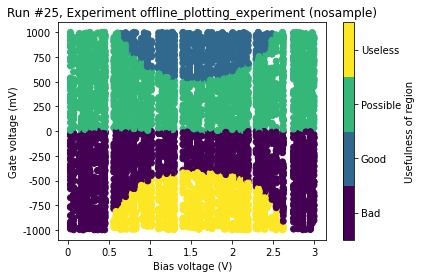 Run #25, Experiment offline_plotting_experiment (nosample)
1000
750
500
250
0
-250
-500
-750
-1000
Gate voltage (mV)
0
0.5
1
1.5
2
2.5
3
Bias voltage (V)
Useless
Possible
Good
Bad
Usefulness of region